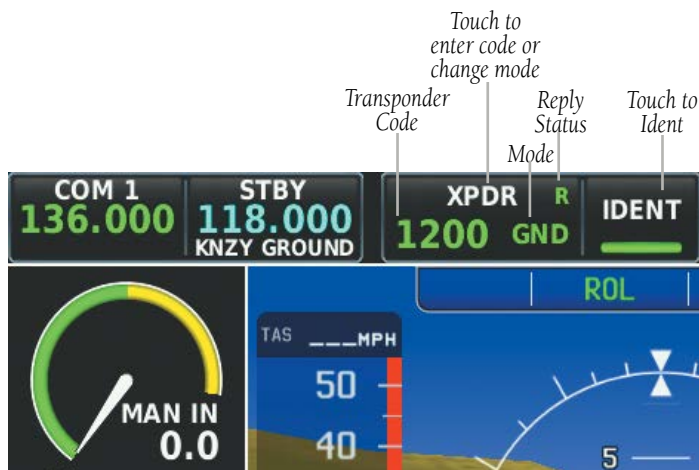 Touch to
enter code or
change mode
Transponder
Code
Reply
Status
Touch to
Ident
Mode
COM 1
136.000
STBY
118.000
KNZY GROUND
XPDR
R
1200
GND
IDENT
ROL
TAS
___MPH
50
40
MAN IN
0.0
5